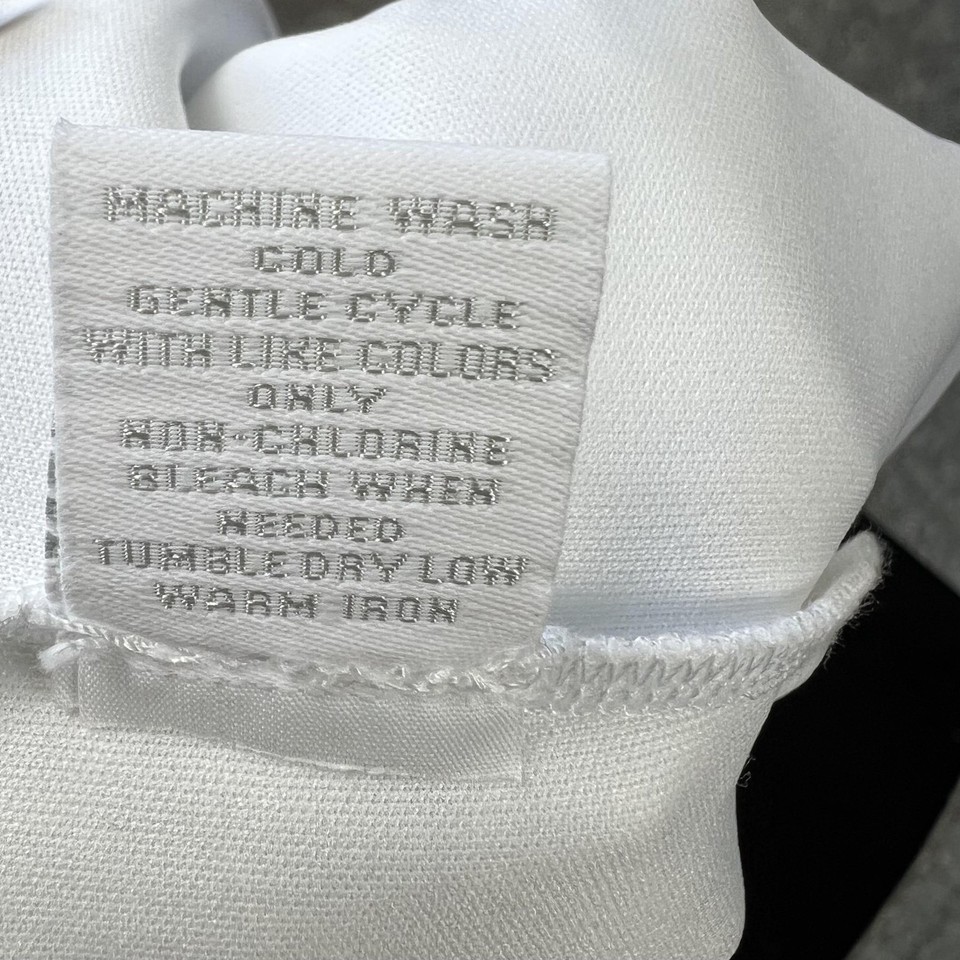 MACHINE WASH
COLD
GENTLE CYCLE
WITH LIKE COLORS
ONLY
NON-CHLORINE
BLEACH WHEN
NEEDED
TUMBLE DRY LOW
WARM IRON